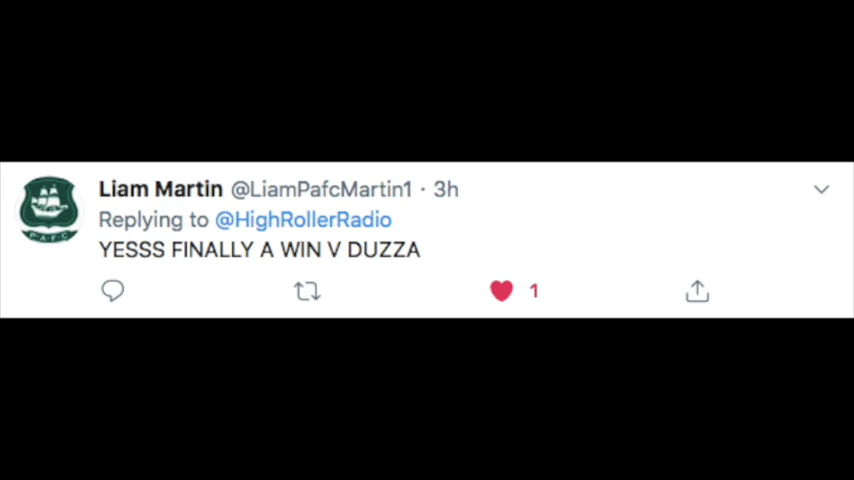 Liam Martin @LiamPafcMartin1 · 3h
Replying to @HighRollerRadio
YESSS FINALLY A WIN V DUZZA
1
P·A·F·C